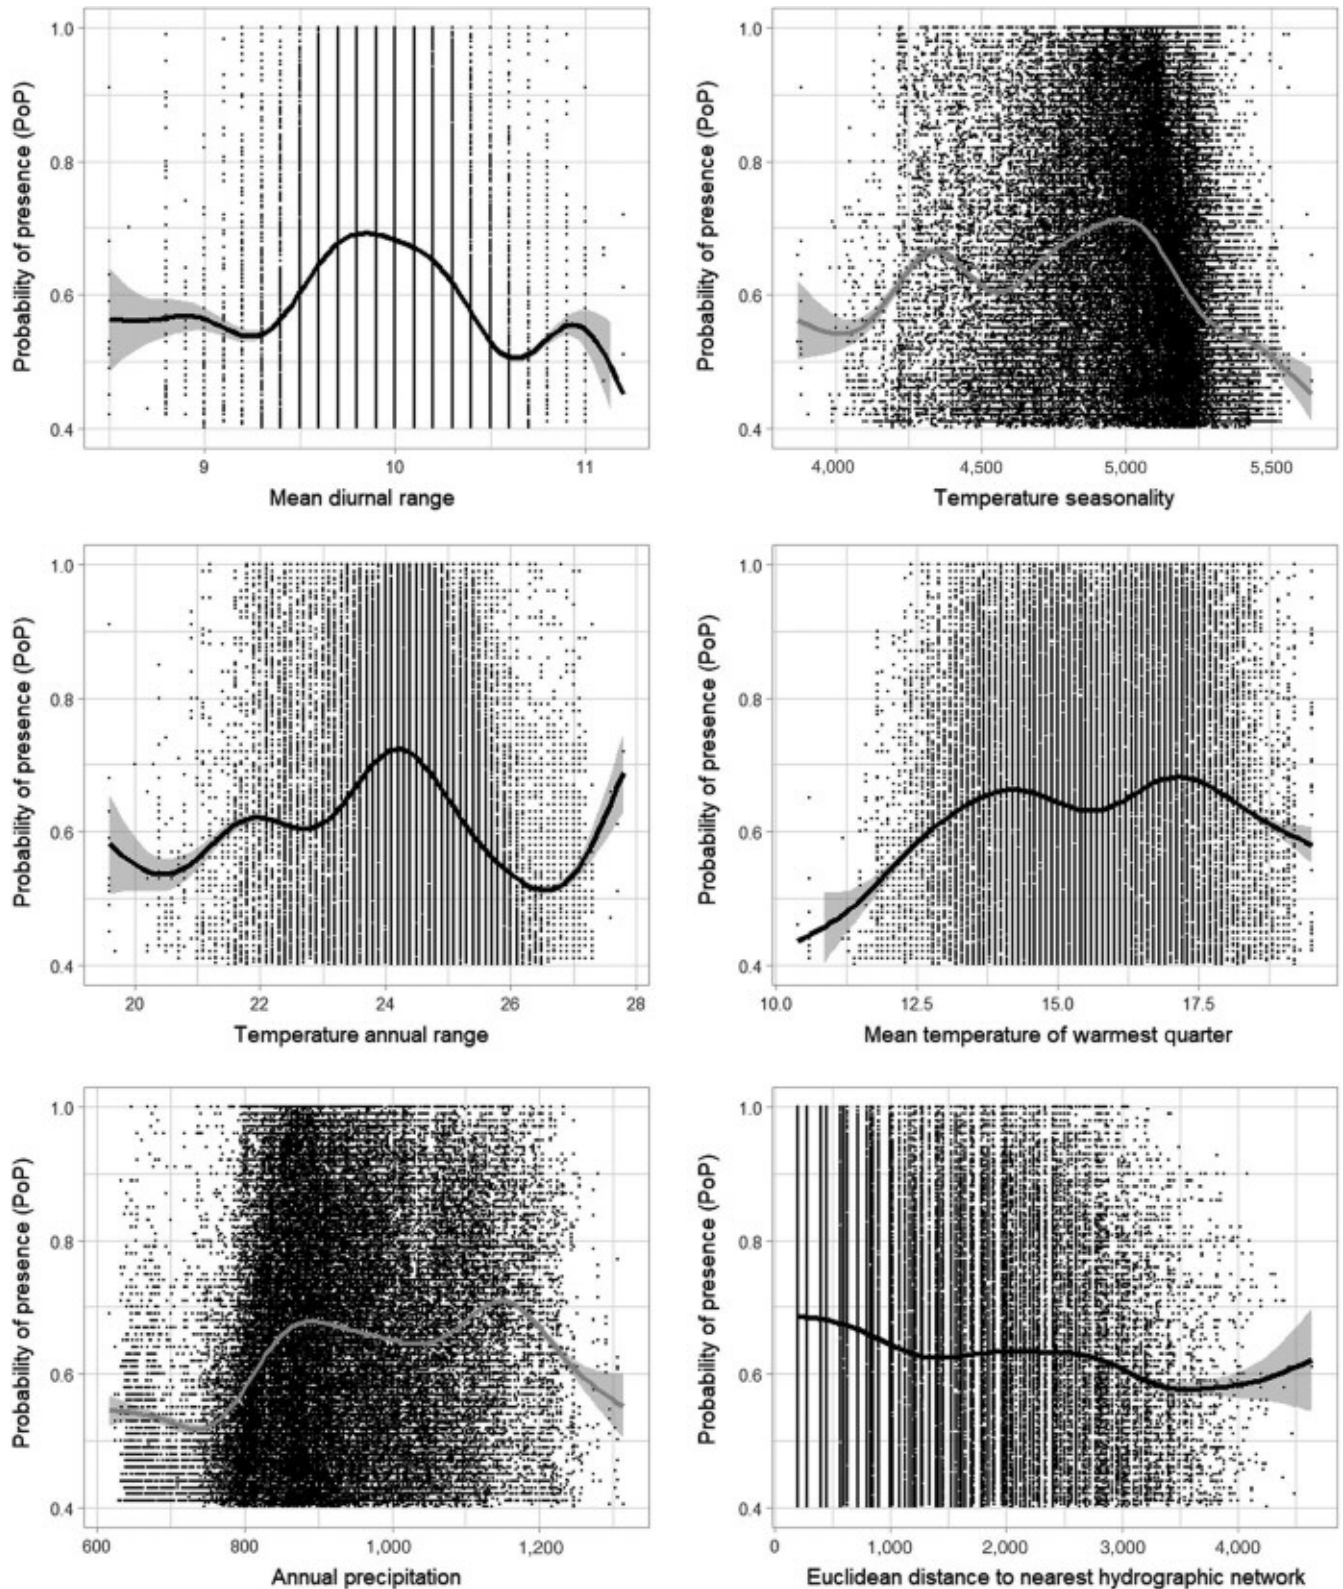 Probability of presence (PoP)
1.0
0.8
0.6
0.4
9 10 11
Mean diurnal range
Probability of presence (PoP)
1.0
0.8
0.6
0.4
4,000 4,500 5,000 5,500
Temperature seasonality
Probability of presence (PoP)
1.0
0.8
0.6
0.4
20 22 24 26 28
Temperature annual range
Probability of presence (PoP)
1.0
0.8
0.6
0.4
10.0 12.5 15.0 17.5
Mean temperature of warmest quarter
Probability of presence (PoP)
1.0
0.8
0.6
0.4
600 800 1,000 1,200
Annual precipitation
Probability of presence (PoP)
1.0
0.8
0.6
0.4
0 1,000 2,000 3,000 4,000
Euclidean distance to nearest hydrographic network